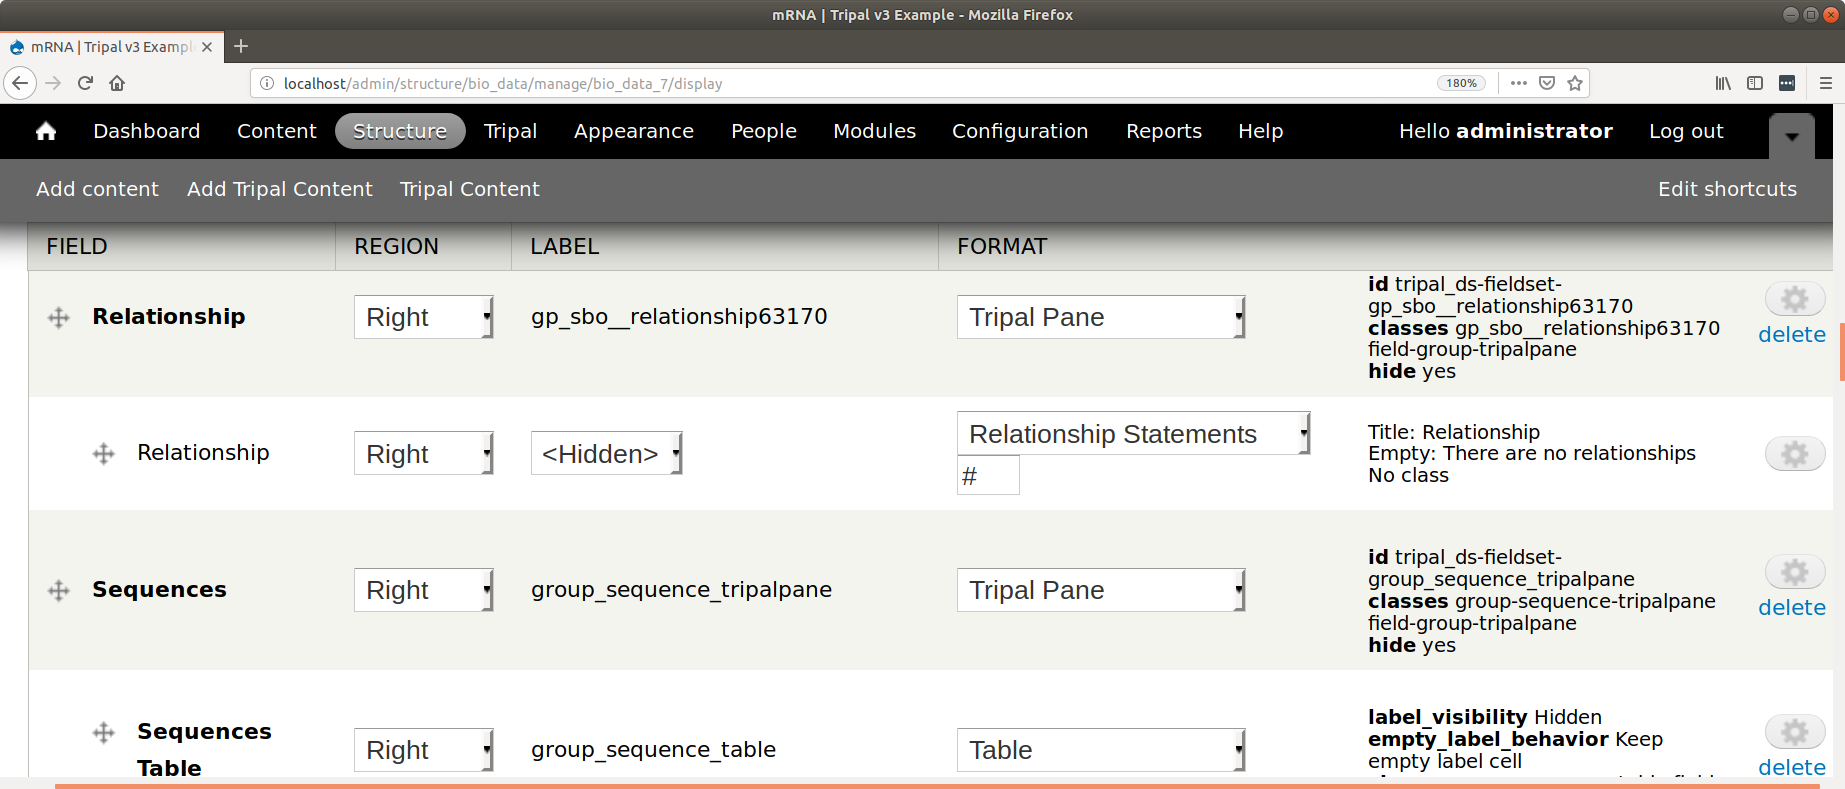 mRNA | Tripal v3 Example - Mozilla Firefox
mRNA | Tripal v3 Exampl
localhost/admin/structure/bio_data/manage/bio_data_7/display
180%
Dashboard Content Structure Tripal Appearance People Modules Configuration Reports Help Hello administrator Log out
Add content Add Tripal Content Tripal Content Edit shortcuts
FIELD REGION LABEL FORMAT
Relationship Right gp_sbo__relationship63170 Tripal Pane
id tripal_ds-fieldset-
gp_sbo__relationship63170
classes gp_sbo__relationship63170
field-group-tripalpane
hide yes
delete
Relationship Right <Hidden> Relationship Statements
#
Title: Relationship
Empty: There are no relationships
No class
Sequences Right group_sequence_tripalpane Tripal Pane
id tripal_ds-fieldset-
group_sequence_tripalpane
classes group-sequence-tripalpane
field-group-tripalpane
hide yes
delete
Sequences
Table
Right group_sequence_table Table
label_visibility Hidden
empty_label_behavior Keep
empty label cell
delete